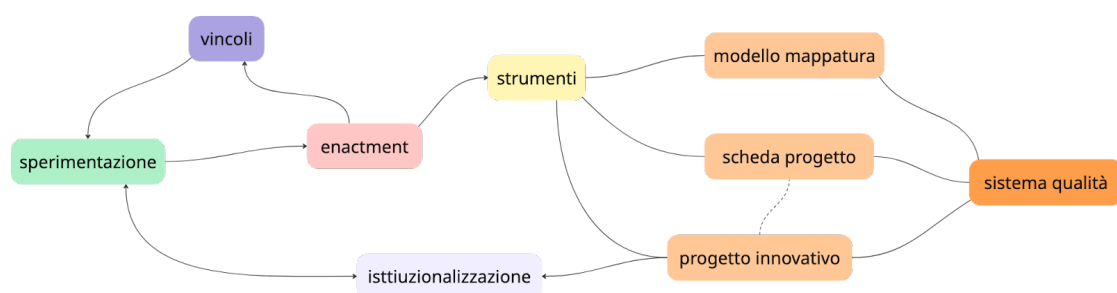 vincoli
modello mappatura
strumenti
enactment
sperimentazione
scheda progetto
sistema qualità
progetto innovativo
isttiuzionalizzazione